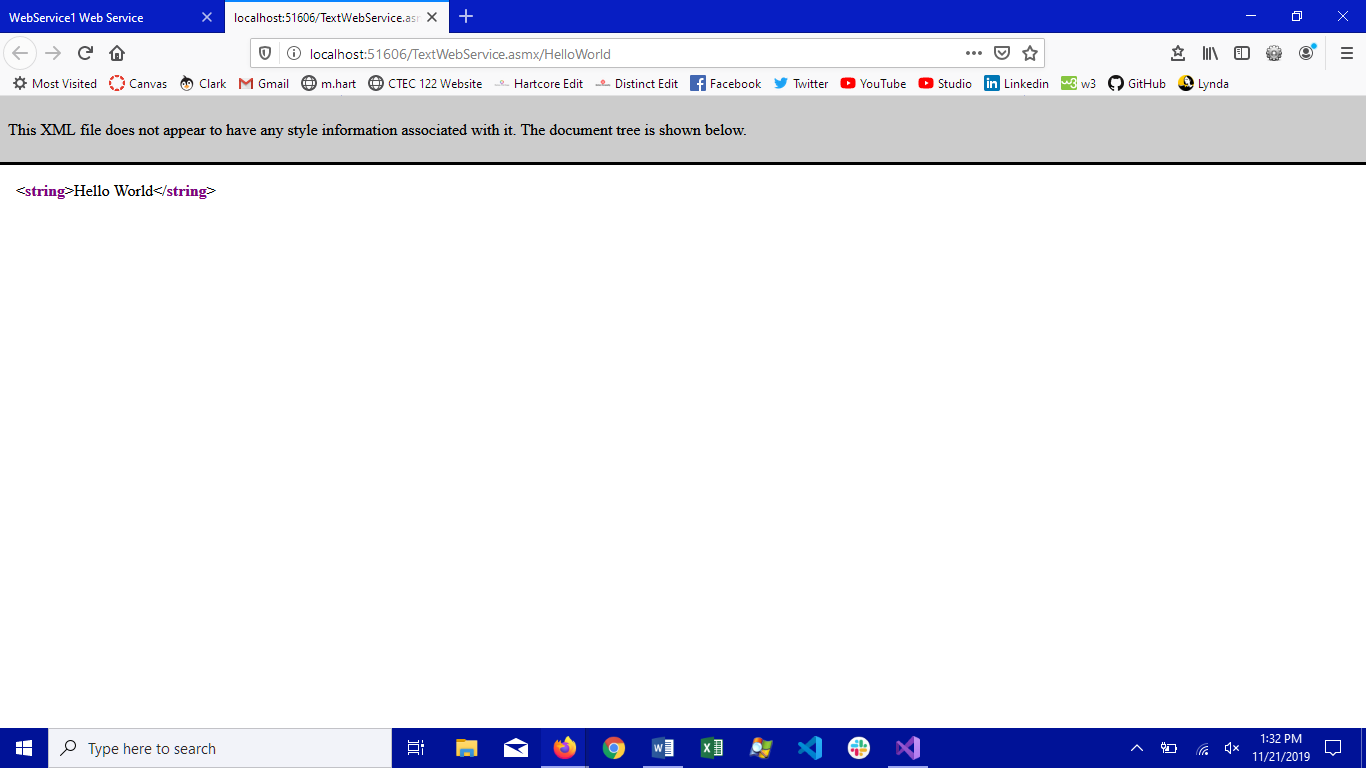 WebService1 Web Service
localhost:51606/TextWebService.as
localhost:51606/TextWebService.asmx/HelloWorld
Most Visited Canvas Clark Gmail m.hart CTEC 122 Website Hartcore Edit Distinct Edit Facebook Twitter YouTube Studio Linkedin w3 GitHub Lynda
This XML file does not appear to have any style information associated with it. The document tree is shown below.
<string>Hello World</string>
Type here to search
1:32 PM
11/21/2019